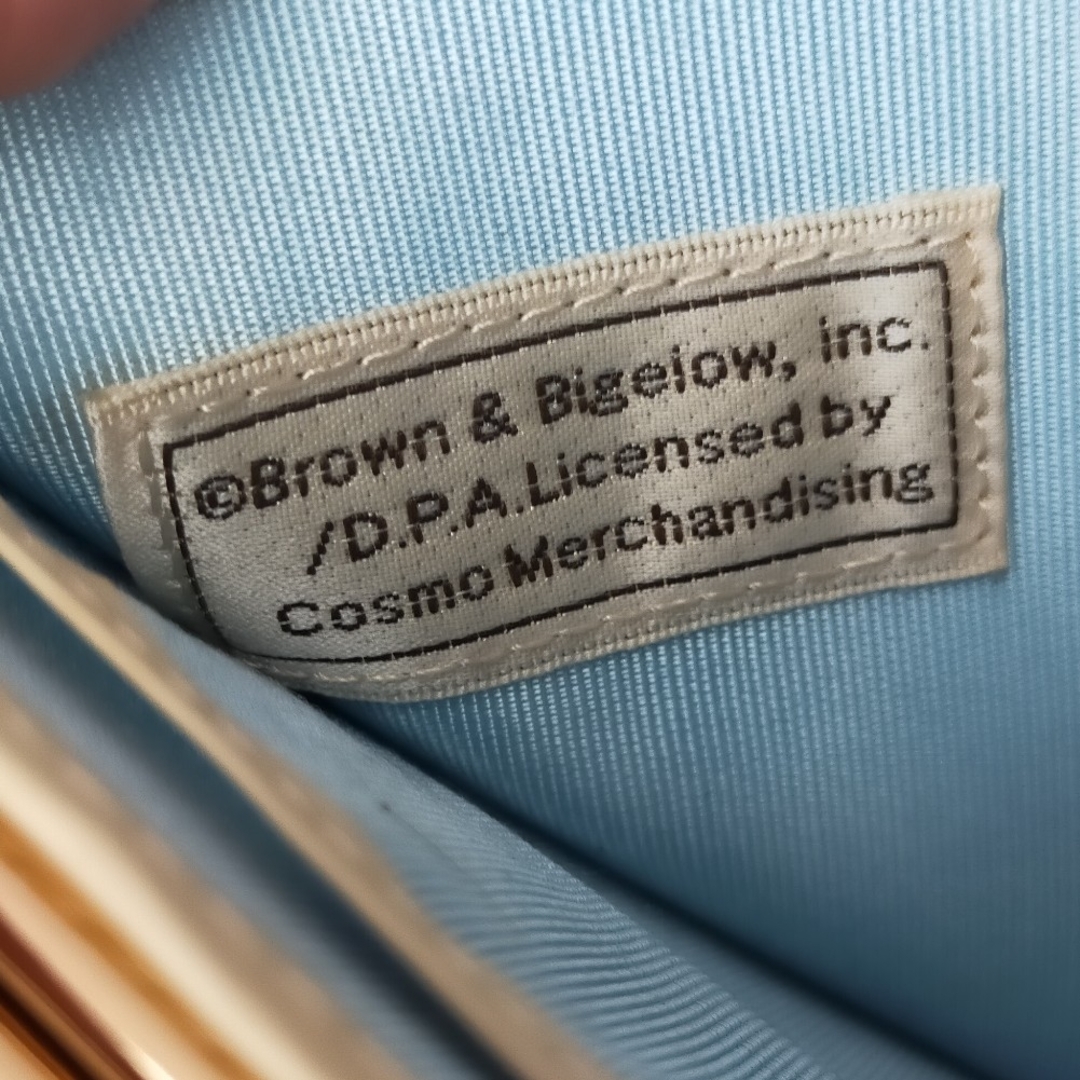 ©Brown & Bigelow, inc.
/D.P.A.Licensed by
Cosmo Merchandising